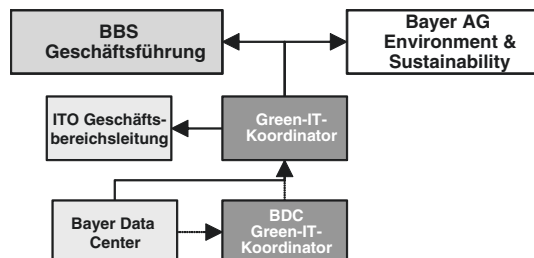 BBS
Geschäftsführung
Bayer AG
Environment &
Sustainability
ITO Geschäfts-
bereichsleitung
Green-IT-
Koordinator
Bayer Data
Center
BDC
Green-IT-
Koordinator